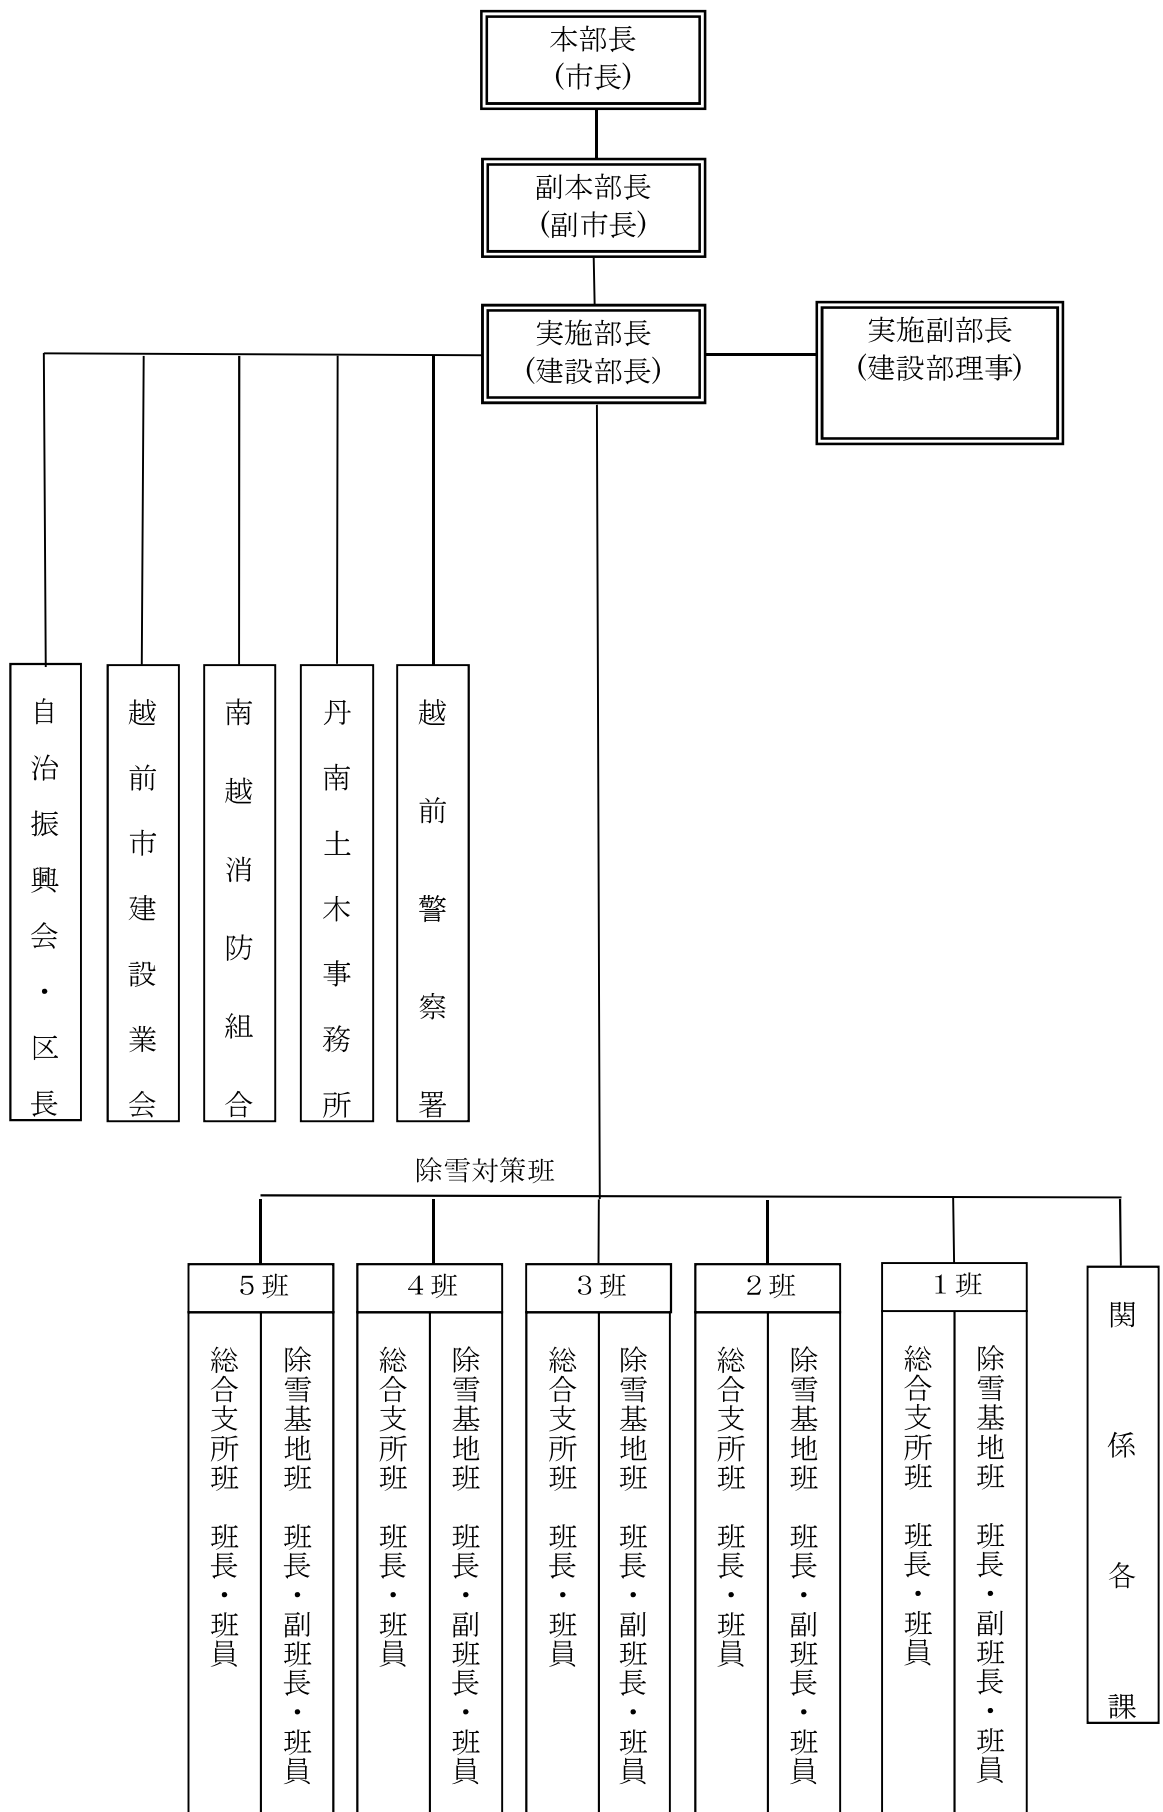 本部長
(市長)
副本部長
(副市長)
実施部長
(建設部長)
実施副部長
(建設部理事)
自治振興会・区長
越前市建設業会
南越消防組合
丹南土木事務所
越前警察署
除雪対策班
5班
総合支所班 班長・班員
除雪基地班 班長・副班長・班員
4班
総合支所班 班長・班員
除雪基地班 班長・副班長・班員
3班
総合支所班 班長・班員
除雪基地班 班長・副班長・班員
2班
総合支所班 班長・班員
除雪基地班 班長・副班長・班員
1班
総合支所班 班長・班員
除雪基地班 班長・副班長・班員
関係各課